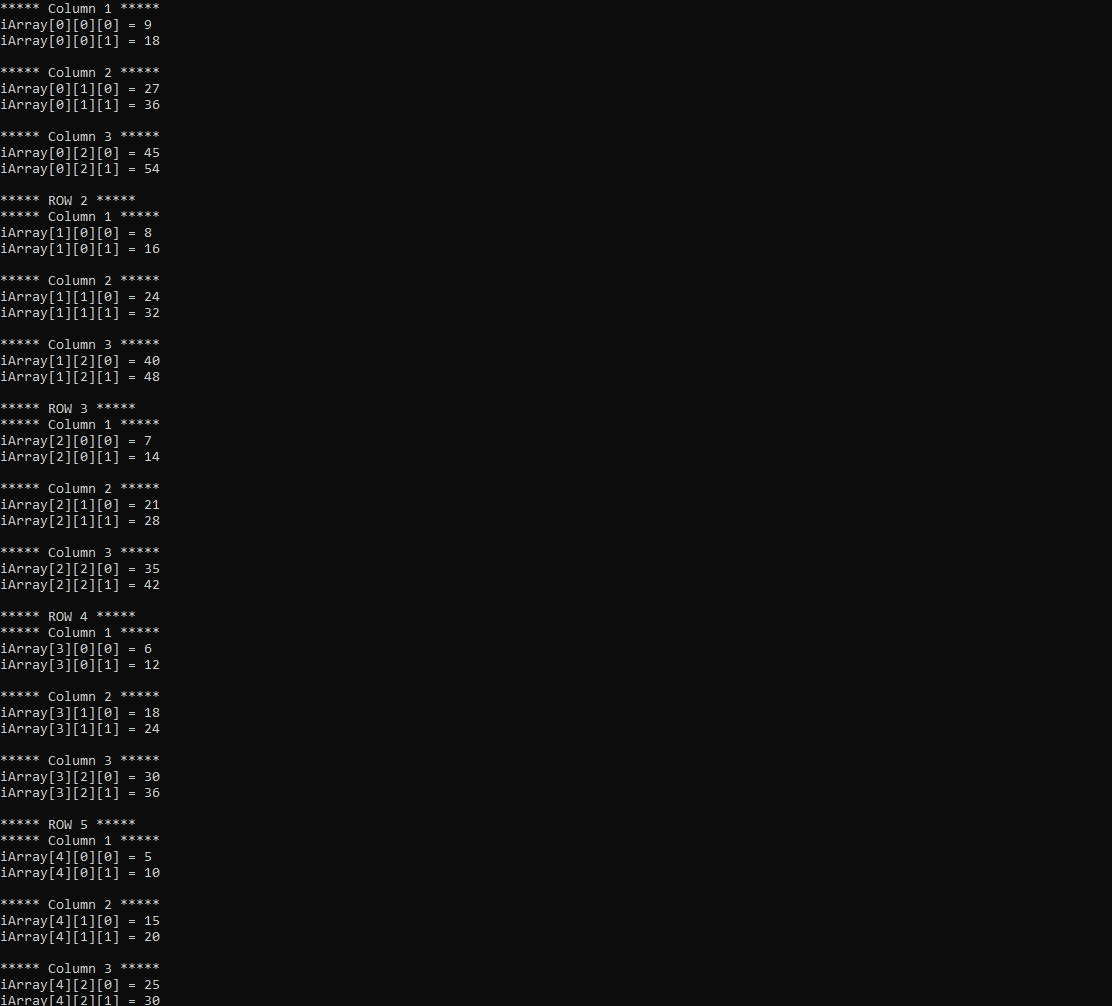 ***** Column 1 *****
iArray[0][0][0] = 9
iArray[0][0][1] = 18
***** Column 2 *****
iArray[0][1][0] = 27
iArray[0][1][1] = 36
***** Column 3 *****
iArray[0][2][0] = 45
iArray[0][2][1] = 54
***** ROW 2 *****
***** Column 1 *****
iArray[1][0][0] = 8
iArray[1][0][1] = 16
***** Column 2 *****
iArray[1][1][0] = 24
iArray[1][1][1] = 32
***** Column 3 *****
iArray[1][2][0] = 40
iArray[1][2][1] = 48
***** ROW 3 *****
***** Column 1 *****
iArray[2][0][0] = 7
iArray[2][0][1] = 14
***** Column 2 *****
iArray[2][1][0] = 21
iArray[2][1][1] = 28
***** Column 3 *****
iArray[2][2][0] = 35
iArray[2][2][1] = 42
***** ROW 4 *****
***** Column 1 *****
iArray[3][0][0] = 6
iArray[3][0][1] = 12
***** Column 2 *****
iArray[3][1][0] = 18
iArray[3][1][1] = 24
***** Column 3 *****
iArray[3][2][0] = 30
iArray[3][2][1] = 36
***** ROW 5 *****
***** Column 1 *****
iArray[4][0][0] = 5
iArray[4][0][1] = 10
***** Column 2 *****
iArray[4][1][0] = 15
iArray[4][1][1] = 20
***** Column 3 *****
iArray[4][2][0] = 25
iArray[4][2][1] = 30